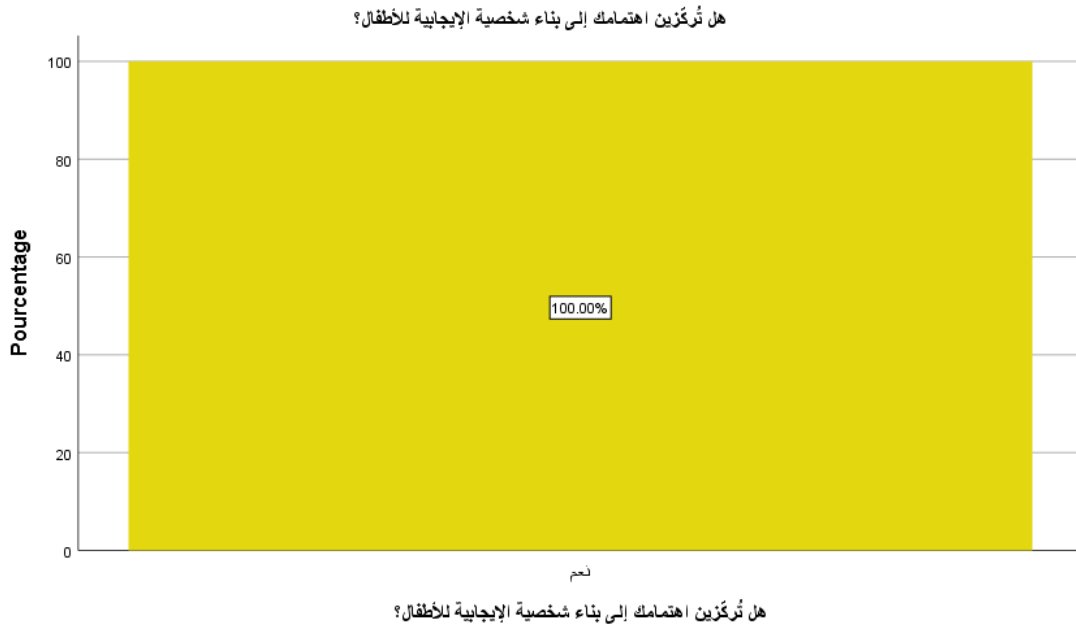 هل تُركّزين اهتمامك إلى بناء شخصية الإيجابية للأطفال؟
100
80
60
40
20
0
Pourcentage
100.00%
نعم
هل تُركّزين اهتمامك إلى بناء شخصية الإيجابية للأطفال؟